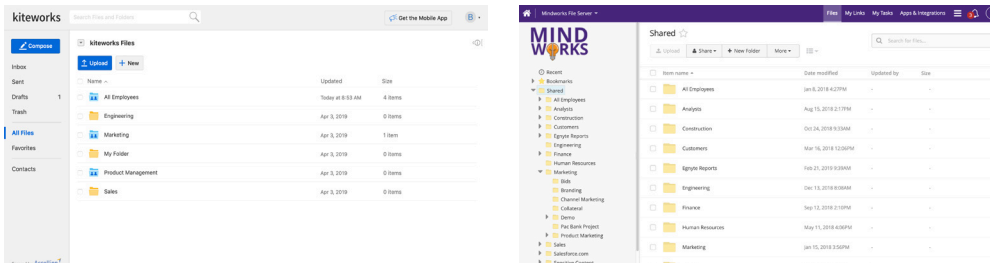 kiteworks
Search Files and Folders
Get the Mobile App
B
Compose
Inbox
Sent
Drafts 1
Trash
All Files
Favorites
Contacts
kiteworks Files
Upload
New
Name Updated Size
All Employees Today at 8:53 AM 4 items
Engineering Apr 3, 2019 0 items
Marketing Apr 3, 2019 1 item
My Folder Apr 3, 2019 0 items
Product Management Apr 3, 2019 0 items
Sales Apr 3, 2019 0 items
Mindworks File Server
Files My Links My Tasks Apps & Integrations
MIND
WORKS
Recent
Bookmarks
Shared
All Employees
Analysts
Construction
Customers
Egnyte Reports
Engineering
Finance
Human Resources
Marketing
Bids
Branding
Channel Marketing
Collateral
Demo
Pac Bank Project
Product Marketing
Sales
Salesforce.com
Shared
Upload Share + New Folder More
Search for files...
Item name Date modified Updated by Size
All Employees Jan 8, 2018 4:27PM - -
Analysts Aug 15, 2018 2:17PM - -
Construction Oct 24, 2018 9:33AM - -
Customers Mar 16, 2018 12:06PM - -
Egnyte Reports Feb 21, 2019 9:39AM - -
Engineering Dec 13, 2018 8:08AM - -
Finance Sep 12, 2018 2:10PM - -
Human Resources May 11, 2018 4:06PM - -
Marketing Jan 15, 2018 3:56PM - -